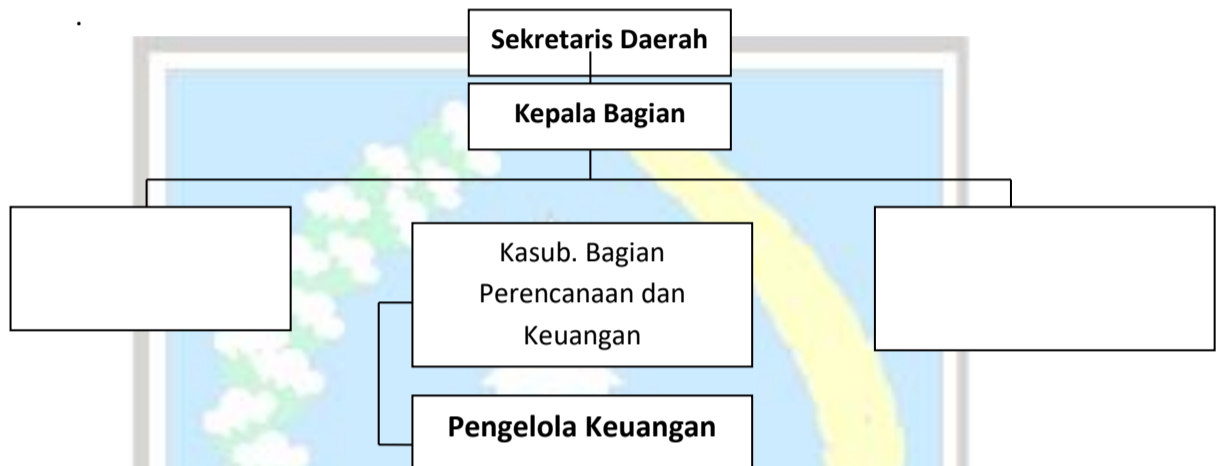 Sekretaris Daerah
Kepala Bagian
Kasub. Bagian
Perencanaan dan
Keuangan
Pengelola Keuangan